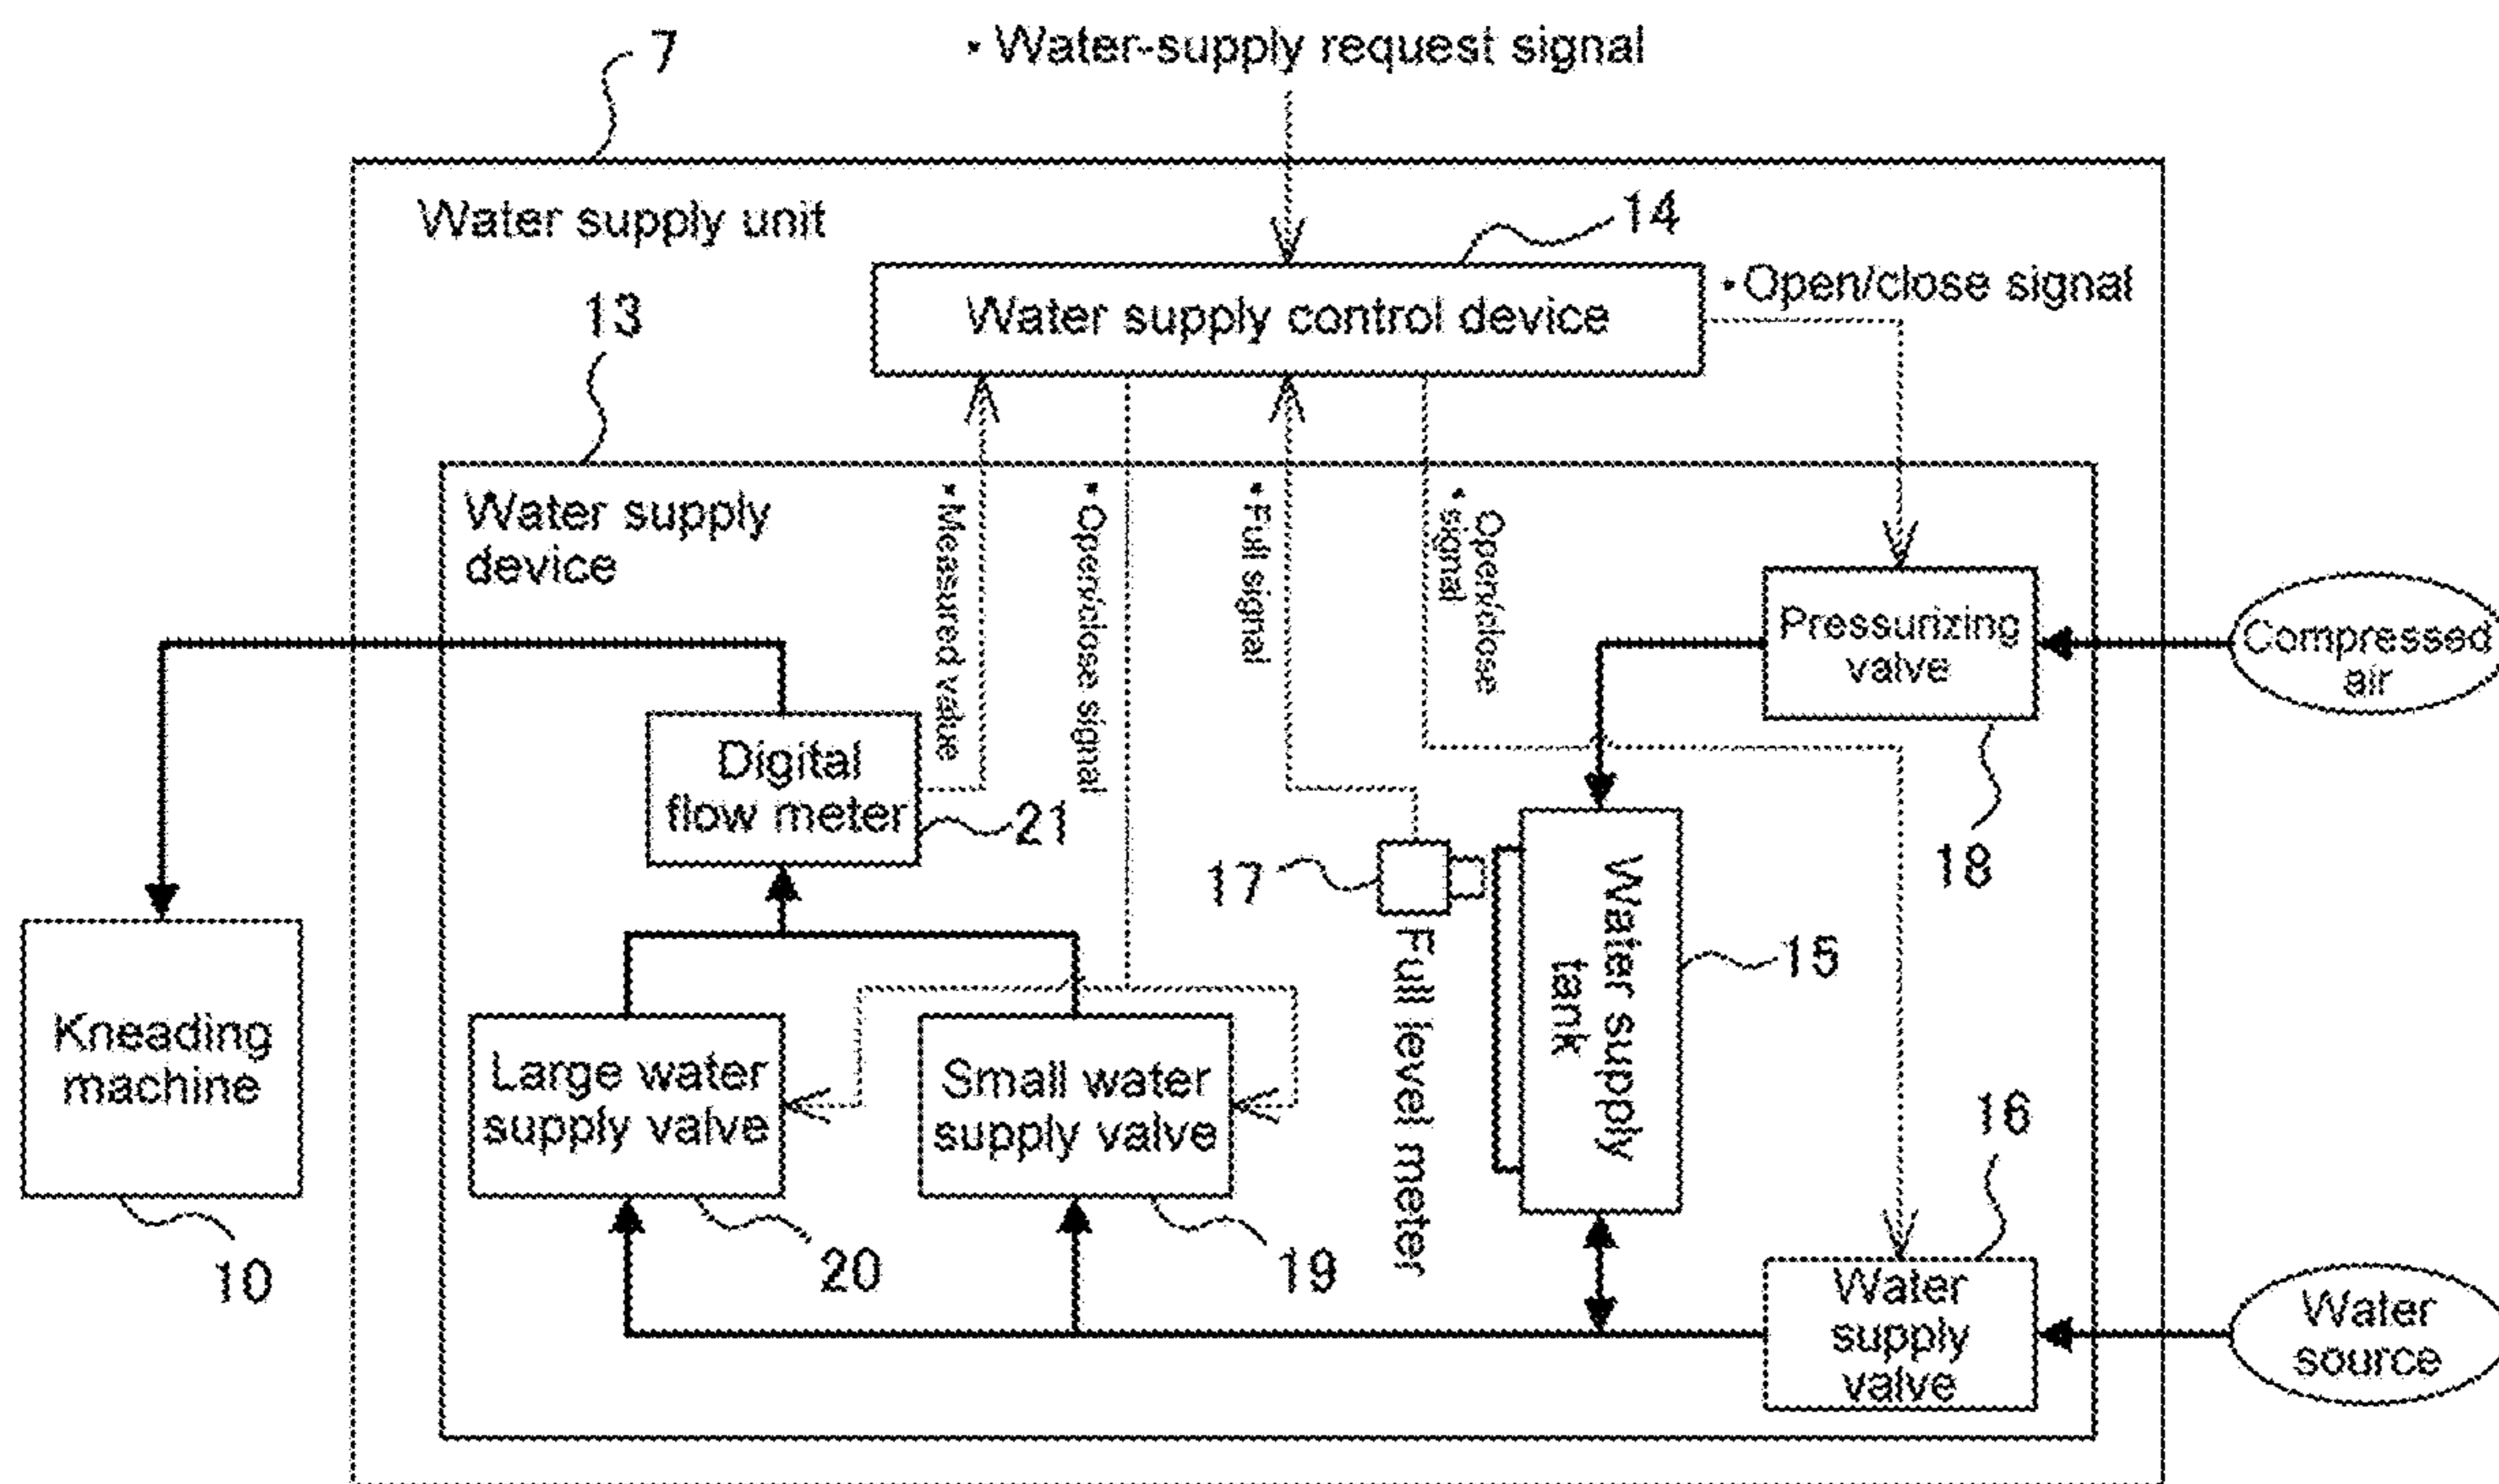 7
・Water-supply request signal
Water supply unit
14
Water supply control device
・Open/close signal
13
Water supply
device
・Measured value
・Open/close signal
・Full signal
・Open/close
signal
Pressurizing
valve
Compressed
air
Digital
flow meter
21
18
17
Full level meter
Water supply
tank
15
Kneading
machine
10
Large water
supply valve
20
Small water
supply valve
19
16
Water
supply
valve
Water
source